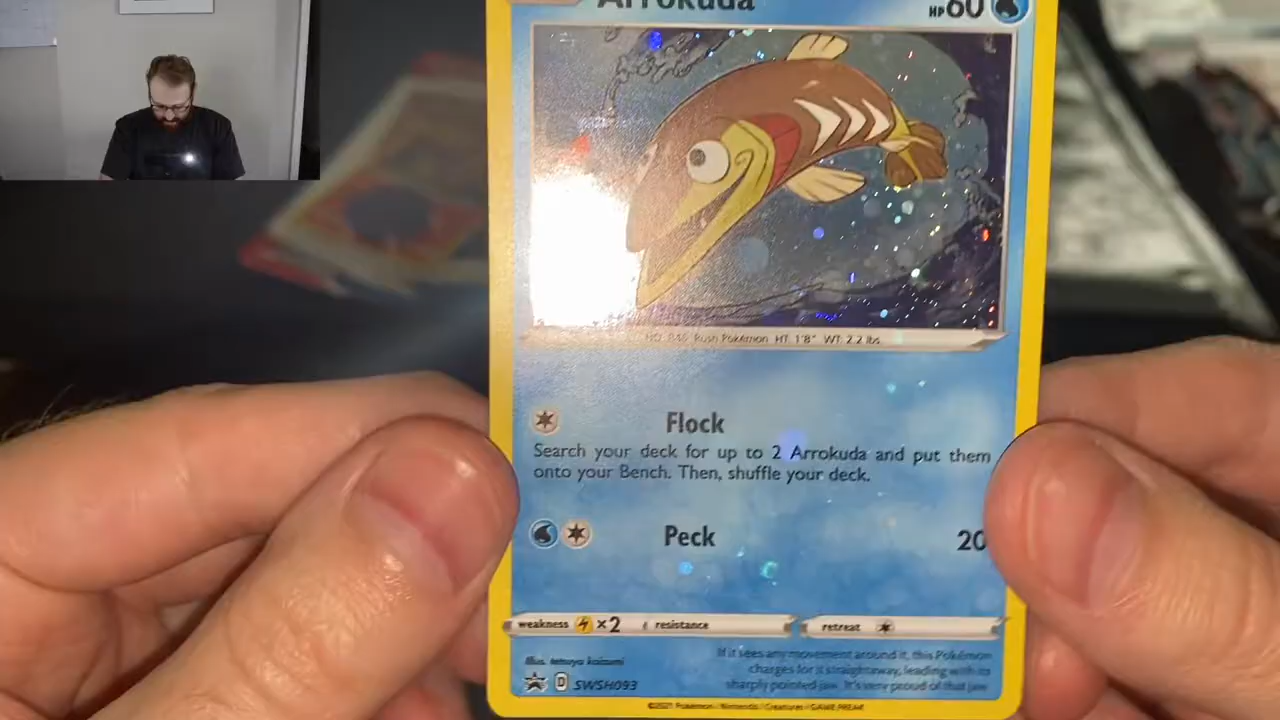 Arrokuda
HP60
NO. 846 Rush Pokémon HT: 1'8" WT: 2.2 lbs.
Flock
Search your deck for up to 2 Arrokuda and put them
onto your Bench. Then, shuffle your deck.
Peck 20
weakness ×2 resistance retreat
Illus. tetsuya koizumi
If it sees any movement around it, this Pokémon
charges for it straightaway, leading with its
sharply pointed jaw. It's very proud of that jaw.
D SWSH093
©2021 Pokémon / Nintendo / Creatures / GAME FREAK